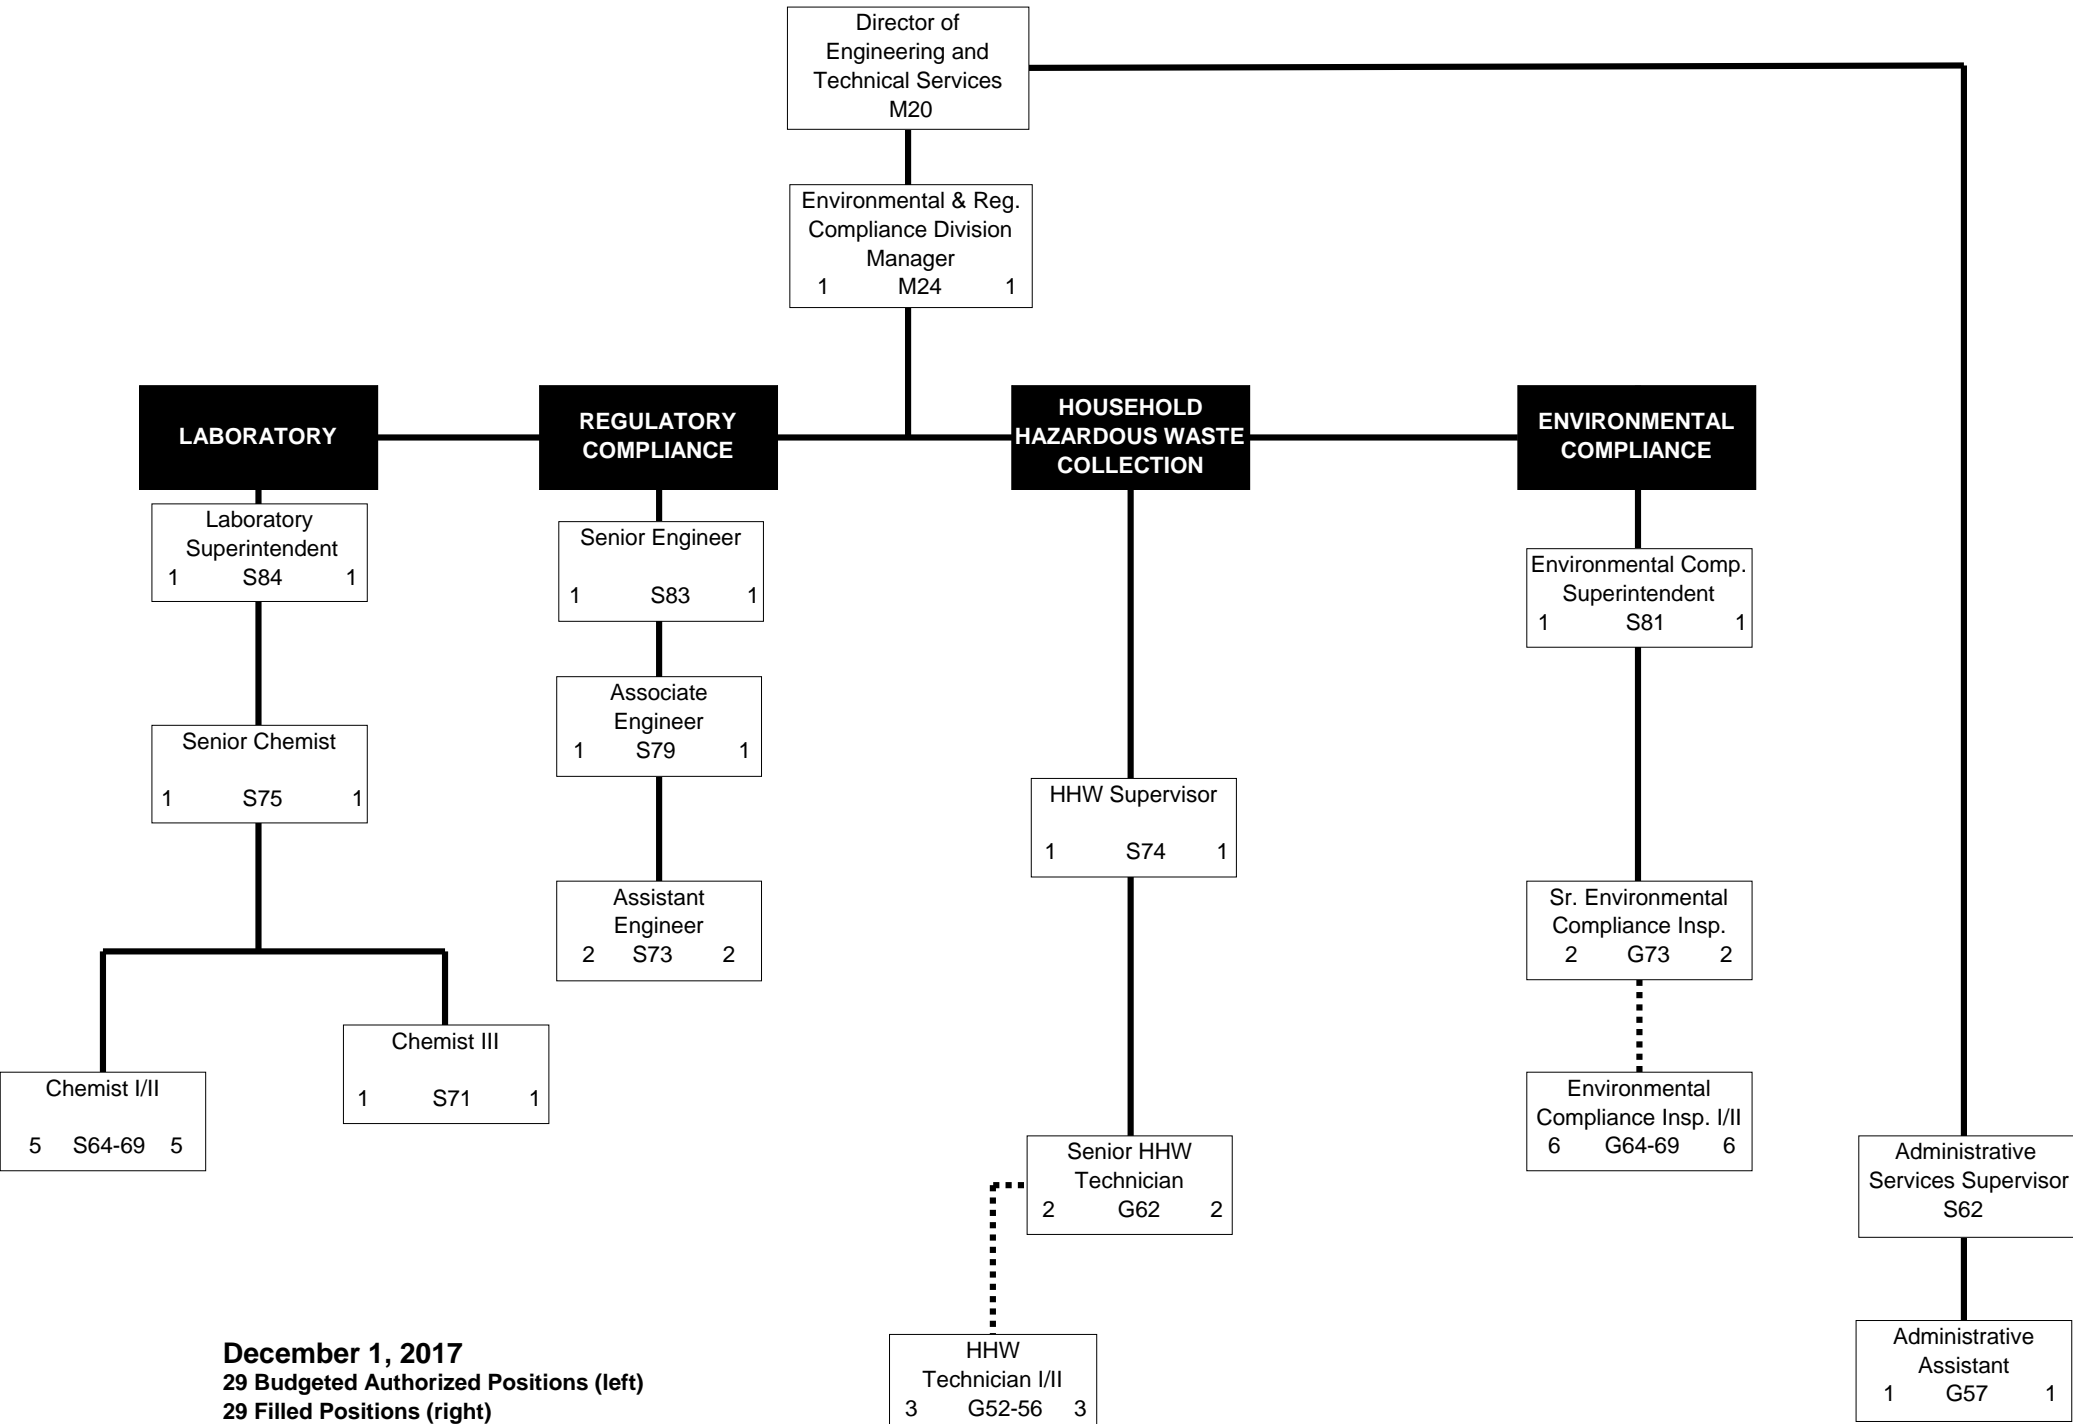 Director of
Engineering and
Technical Services
M20
Environmental & Reg.
Compliance Division
Manager
1 M24 1
LABORATORY
REGULATORY
COMPLIANCE
HOUSEHOLD
HAZARDOUS WASTE
COLLECTION
ENVIRONMENTAL
COMPLIANCE
Laboratory
Superintendent
1 S84 1
Senior Engineer
1 S83 1
Environmental Comp.
Superintendent
1 S81 1
Associate
Engineer
1 S79 1
Senior Chemist
1 S75 1
HHW Supervisor
1 S74 1
Assistant
Engineer
2 S73 2
Sr. Environmental
Compliance Insp.
2 G73 2
Chemist III
1 S71 1
Chemist I/II
5 S64-69 5
Environmental
Compliance Insp. I/II
6 G64-69 6
Senior HHW
Technician
2 G62 2
Administrative
Services Supervisor
S62
HHW
Technician I/II
3 G52-56 3
Administrative
Assistant
1 G57 1
December 1, 2017
29 Budgeted Authorized Positions (left)
29 Filled Positions (right)